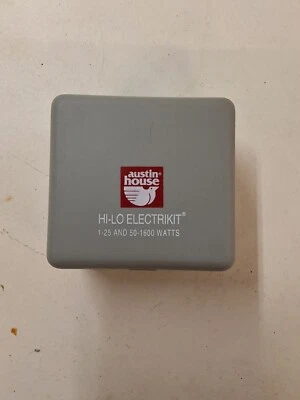 austin®
house
HI-LO ELECTRIKIT®
1-25 AND 50-1600 WATTS